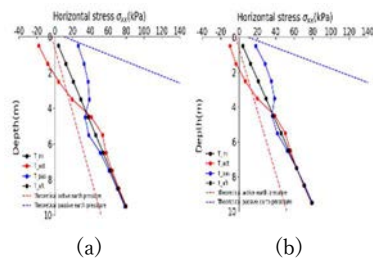 Horizontal stress σxx(kPa)
-20 0 20 40 60 80 100 120 140
Depth(m)
0
2
4
6
8
10
Theoretical active earth pressure
Theoretical passive earth pressure
(a)
Horizontal stress σxx(kPa)
-20 0 20 40 60 80 100 120 140
Depth(m)
0
2
4
6
8
10
Theoretical active earth pressure
Theoretical passive earth pressure
(b)